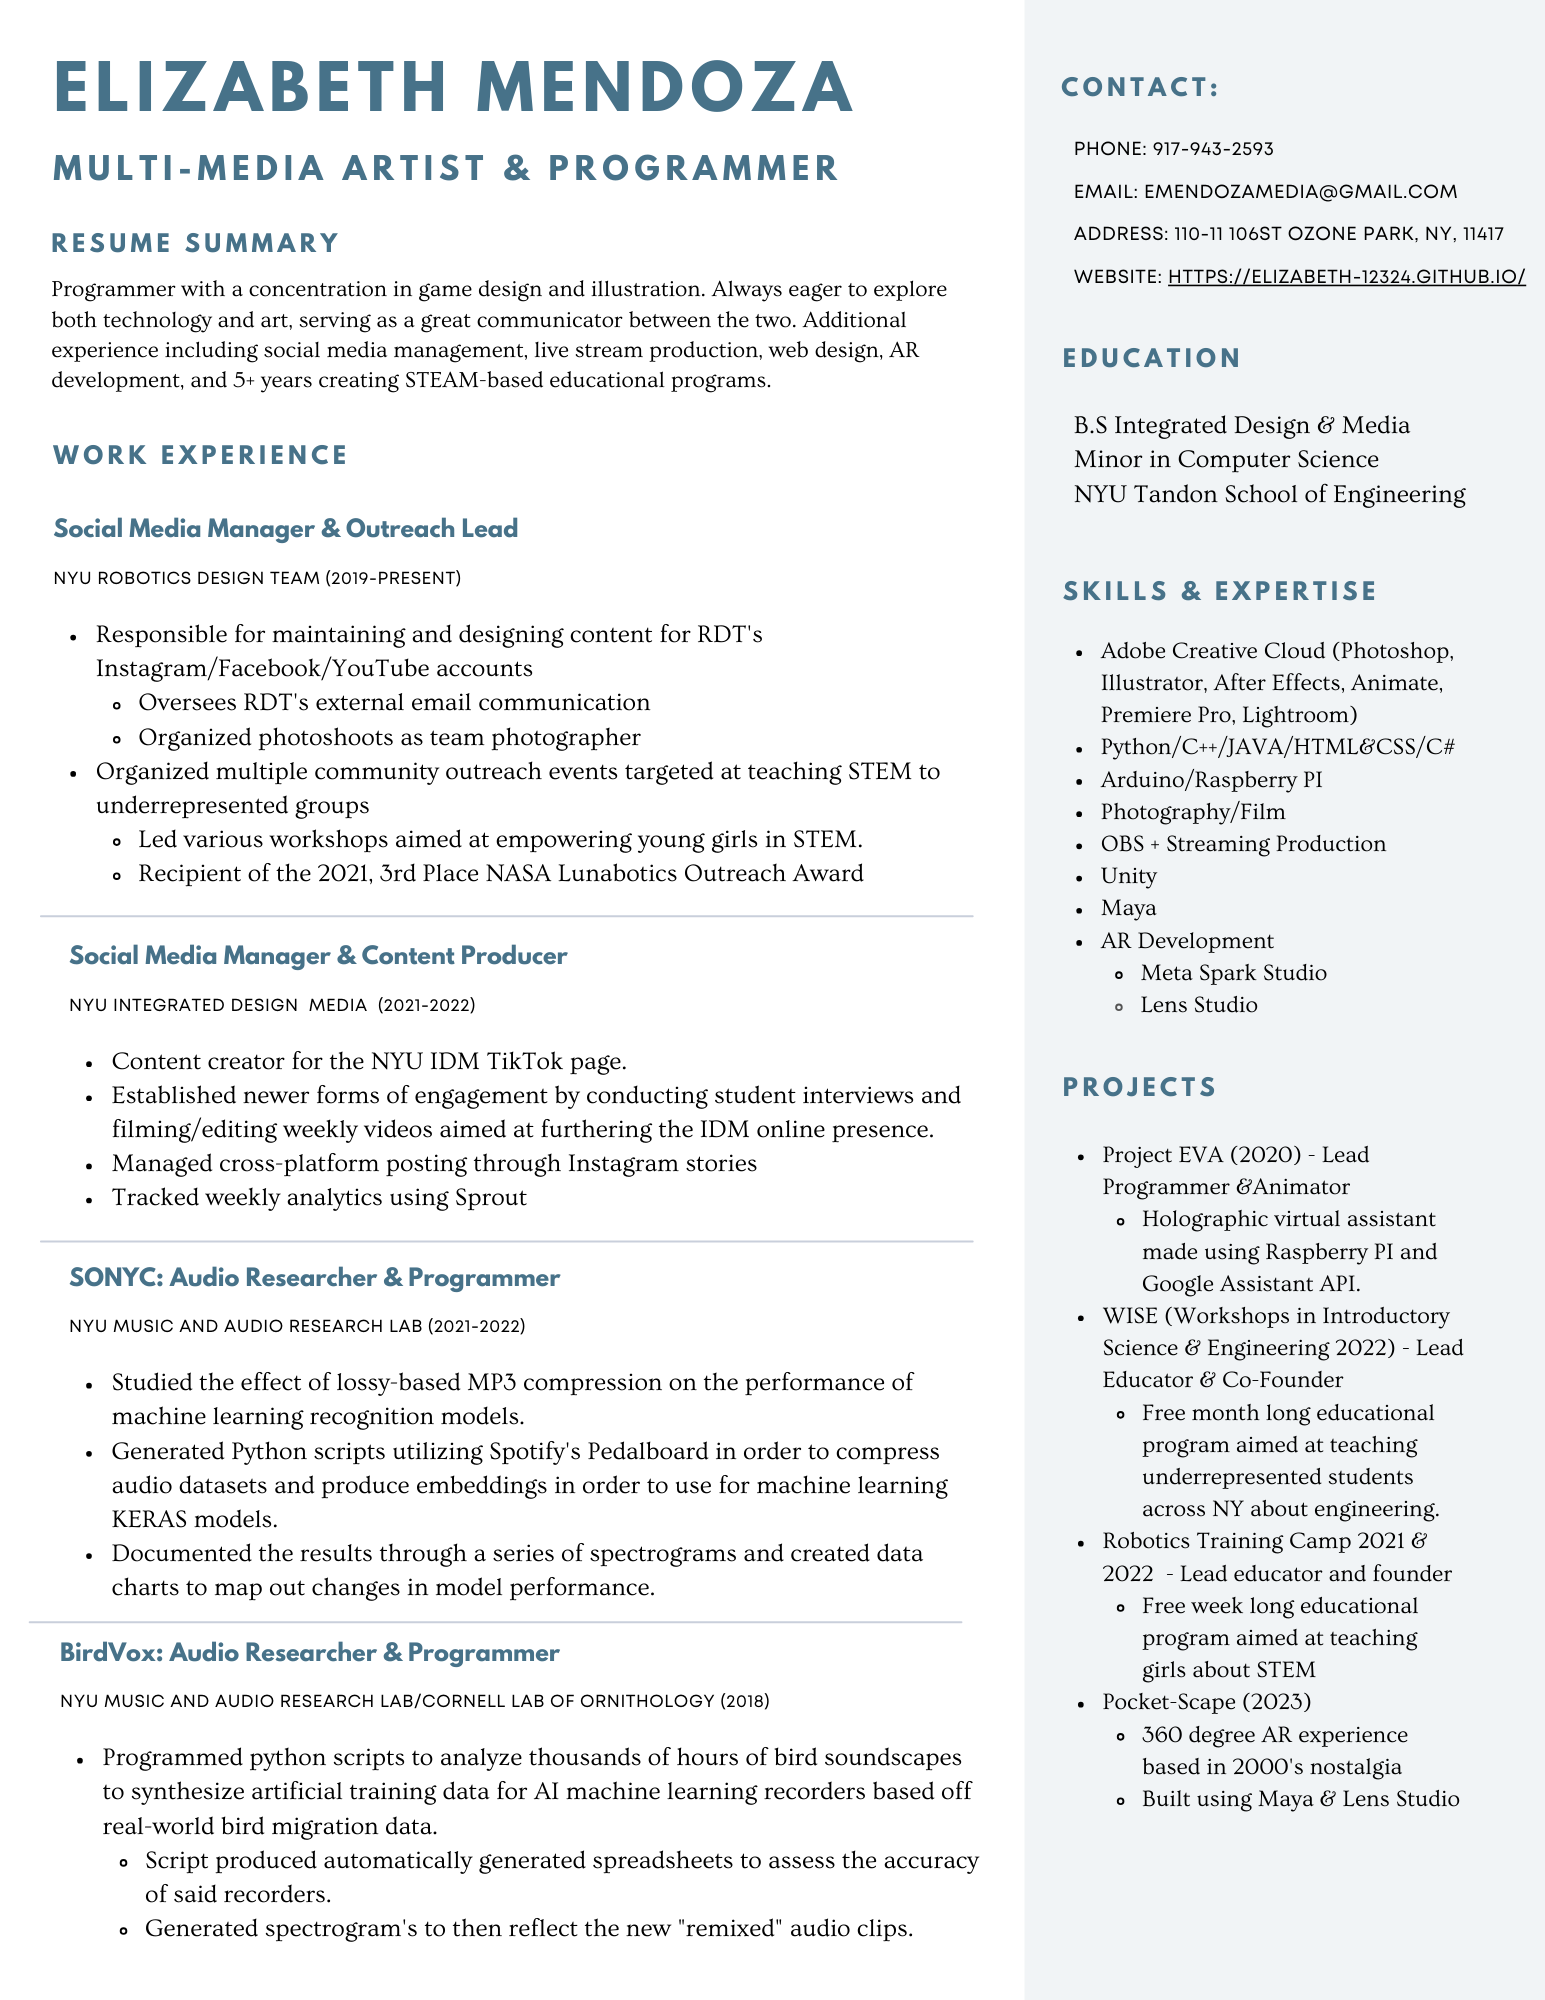 ELIZABETH MENDOZA
MULTI-MEDIA ARTIST & PROGRAMMER
RESUME SUMMARY
Programmer with a concentration in game design and illustration. Always eager to explore
both technology and art, serving as a great communicator between the two. Additional
experience including social media management, live stream production, web design, AR
development, and 5+ years creating STEAM-based educational programs.
WORK EXPERIENCE
Social Media Manager & Outreach Lead
NYU ROBOTICS DESIGN TEAM (2019-PRESENT)
• Responsible for maintaining and designing content for RDT's
Instagram/Facebook/YouTube accounts
◦ Oversees RDT's external email communication
◦ Organized photoshoots as team photographer
• Organized multiple community outreach events targeted at teaching STEM to
underrepresented groups
◦ Led various workshops aimed at empowering young girls in STEM.
◦ Recipient of the 2021, 3rd Place NASA Lunabotics Outreach Award
Social Media Manager & Content Producer
NYU INTEGRATED DESIGN  MEDIA  (2021-2022)
• Content creator for the NYU IDM TikTok page.
• Established newer forms of engagement by conducting student interviews and
filming/editing weekly videos aimed at furthering the IDM online presence.
• Managed cross-platform posting through Instagram stories
• Tracked weekly analytics using Sprout
SONYC: Audio Researcher & Programmer
NYU MUSIC AND AUDIO RESEARCH LAB (2021-2022)
• Studied the effect of lossy-based MP3 compression on the performance of
machine learning recognition models.
• Generated Python scripts utilizing Spotify's Pedalboard in order to compress
audio datasets and produce embeddings in order to use for machine learning
KERAS models.
• Documented the results through a series of spectrograms and created data
charts to map out changes in model performance.
BirdVox: Audio Researcher & Programmer
NYU MUSIC AND AUDIO RESEARCH LAB/CORNELL LAB OF ORNITHOLOGY (2018)
• Programmed python scripts to analyze thousands of hours of bird soundscapes
to synthesize artificial training data for AI machine learning recorders based off
real-world bird migration data.
◦ Script produced automatically generated spreadsheets to assess the accuracy
of said recorders.
◦ Generated spectrogram's to then reflect the new "remixed" audio clips.
CONTACT:
PHONE: 917-943-2593
EMAIL: EMENDOZAMEDIA@GMAIL.COM
ADDRESS: 110-11 106ST OZONE PARK, NY, 11417
WEBSITE: HTTPS://ELIZABETH-12324.GITHUB.IO/
EDUCATION
B.S Integrated Design & Media
Minor in Computer Science
NYU Tandon School of Engineering
SKILLS & EXPERTISE
• Adobe Creative Cloud (Photoshop,
Illustrator, After Effects, Animate,
Premiere Pro, Lightroom)
• Python/C++/JAVA/HTML&CSS/C#
• Arduino/Raspberry PI
• Photography/Film
• OBS + Streaming Production
• Unity
• Maya
• AR Development
◦ Meta Spark Studio
◦ Lens Studio
PROJECTS
• Project EVA (2020) - Lead
Programmer &Animator
◦ Holographic virtual assistant
made using Raspberry PI and
Google Assistant API.
• WISE (Workshops in Introductory
Science & Engineering 2022) - Lead
Educator & Co-Founder
◦ Free month long educational
program aimed at teaching
underrepresented students
across NY about engineering.
• Robotics Training Camp 2021 &
2022  - Lead educator and founder
◦ Free week long educational
program aimed at teaching
girls about STEM
• Pocket-Scape (2023)
◦ 360 degree AR experience
based in 2000's nostalgia
◦ Built using Maya & Lens Studio